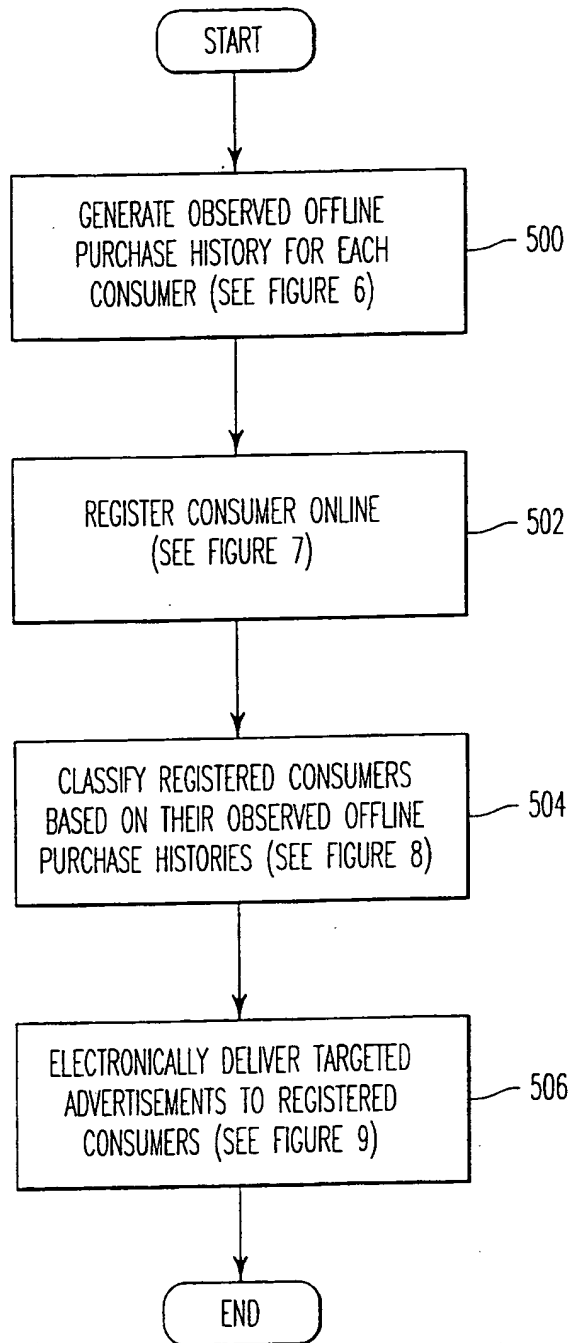 START
GENERATE OBSERVED OFFLINE
PURCHASE HISTORY FOR EACH
CONSUMER (SEE FIGURE 6)
500
REGISTER CONSUMER ONLINE
(SEE FIGURE 7)
502
CLASSIFY REGISTERED CONSUMERS
BASED ON THEIR OBSERVED OFFLINE
PURCHASE HISTORIES (SEE FIGURE 8)
504
ELECTRONICALLY DELIVER TARGETED
ADVERTISEMENTS TO REGISTERED
CONSUMERS (SEE FIGURE 9)
506
END